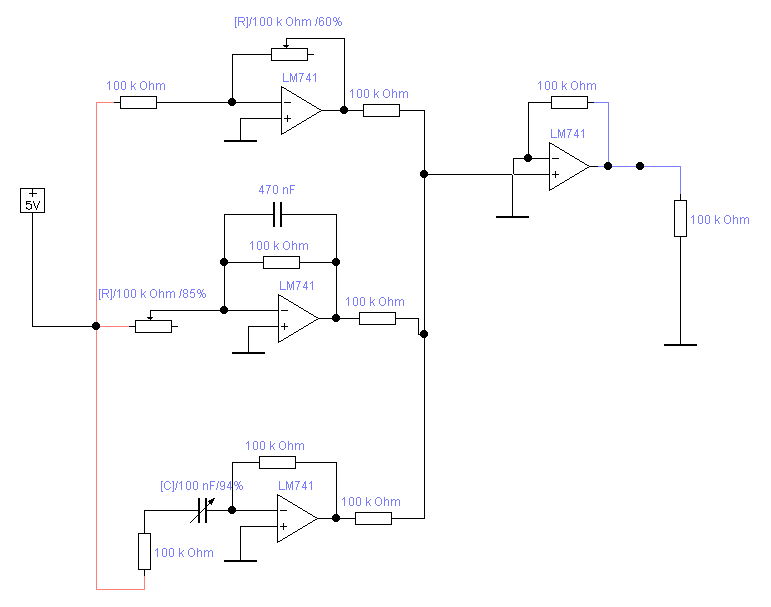 [R]/100 k Ohm /60%
LM741
100 k Ohm
100 k Ohm
100 k Ohm
LM741
+
5V
470 nF
100 k Ohm
100 k Ohm
LM741
[R]/100 k Ohm /85%
100 k Ohm
100 k Ohm
[C]/100 nF/94%
LM741
100 k Ohm
100 k Ohm